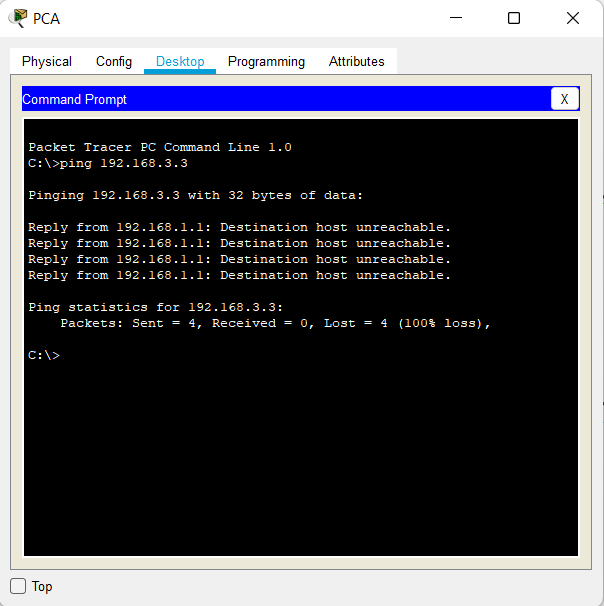 PCA
Physical Config Desktop Programming Attributes
Command Prompt X
Packet Tracer PC Command Line 1.0
C:\>ping 192.168.3.3
Pinging 192.168.3.3 with 32 bytes of data:
Reply from 192.168.1.1: Destination host unreachable.
Reply from 192.168.1.1: Destination host unreachable.
Reply from 192.168.1.1: Destination host unreachable.
Reply from 192.168.1.1: Destination host unreachable.
Ping statistics for 192.168.3.3:
    Packets: Sent = 4, Received = 0, Lost = 4 (100% loss),
C:\>
Top